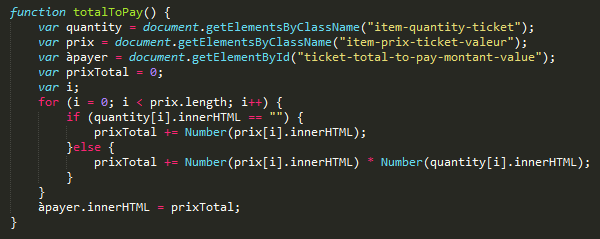 function totalToPay() {
    var quantity = document.getElementsByClassName("item-quantity-ticket");
    var prix = document.getElementsByClassName("item-prix-ticket-valeur");
    var àpayer = document.getElementById("ticket-total-to-pay-montant-value");
    var prixTotal = 0;
    var i;
    for (i = 0; i < prix.length; i++) {
        if (quantity[i].innerHTML == "") {
            prixTotal += Number(prix[i].innerHTML);
        }else {
            prixTotal += Number(prix[i].innerHTML) * Number(quantity[i].innerHTML);
        }
    }
    àpayer.innerHTML = prixTotal;
}